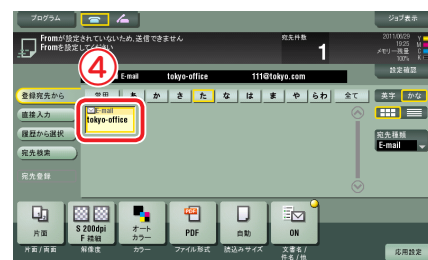 プログラム
ジョブ表示
Fromが設定されていないため,送信できません
Fromを設定してください
宛先件数
1
2011/06/29
19:26
メモリー残量
100%
Y
M
C
K
4
E-mail tokyo-office 111@tokyo.com
設定確認
登録宛先から
常用 あ か さ た な は ま や らわ 全て
英字 かな
直接入力
E-mail
tokyo-office
履歴から選択
宛先種類
E-mail
宛先検索
宛先登録
片面
S 200dpi
F 精細
オート
カラー
PDF
自動
ON
片面/両面
解像度
カラー
ファイル形式
読込みサイズ
文書名/
件名/他
応用設定